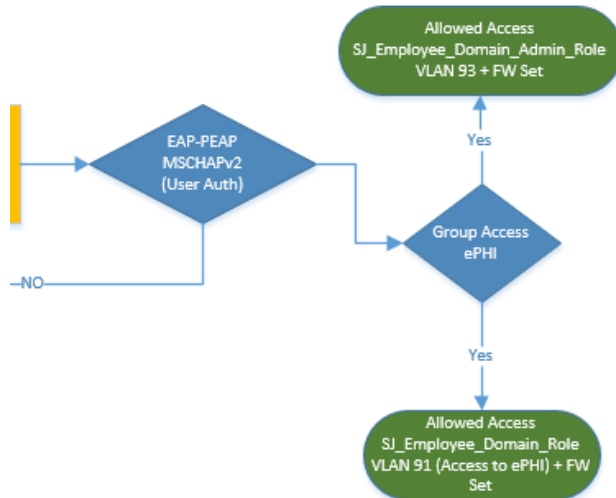 Allowed Access
SJ_Employee_Domain_Admin_Role
VLAN 93 + FW Set
Yes
EAP-PEAP
MSCHAPv2
(User Auth)
Group Access
ePHI
NO
Yes
Allowed Access
SJ_Employee_Domain_Role
VLAN 91 (Access to ePHI) + FW
Set